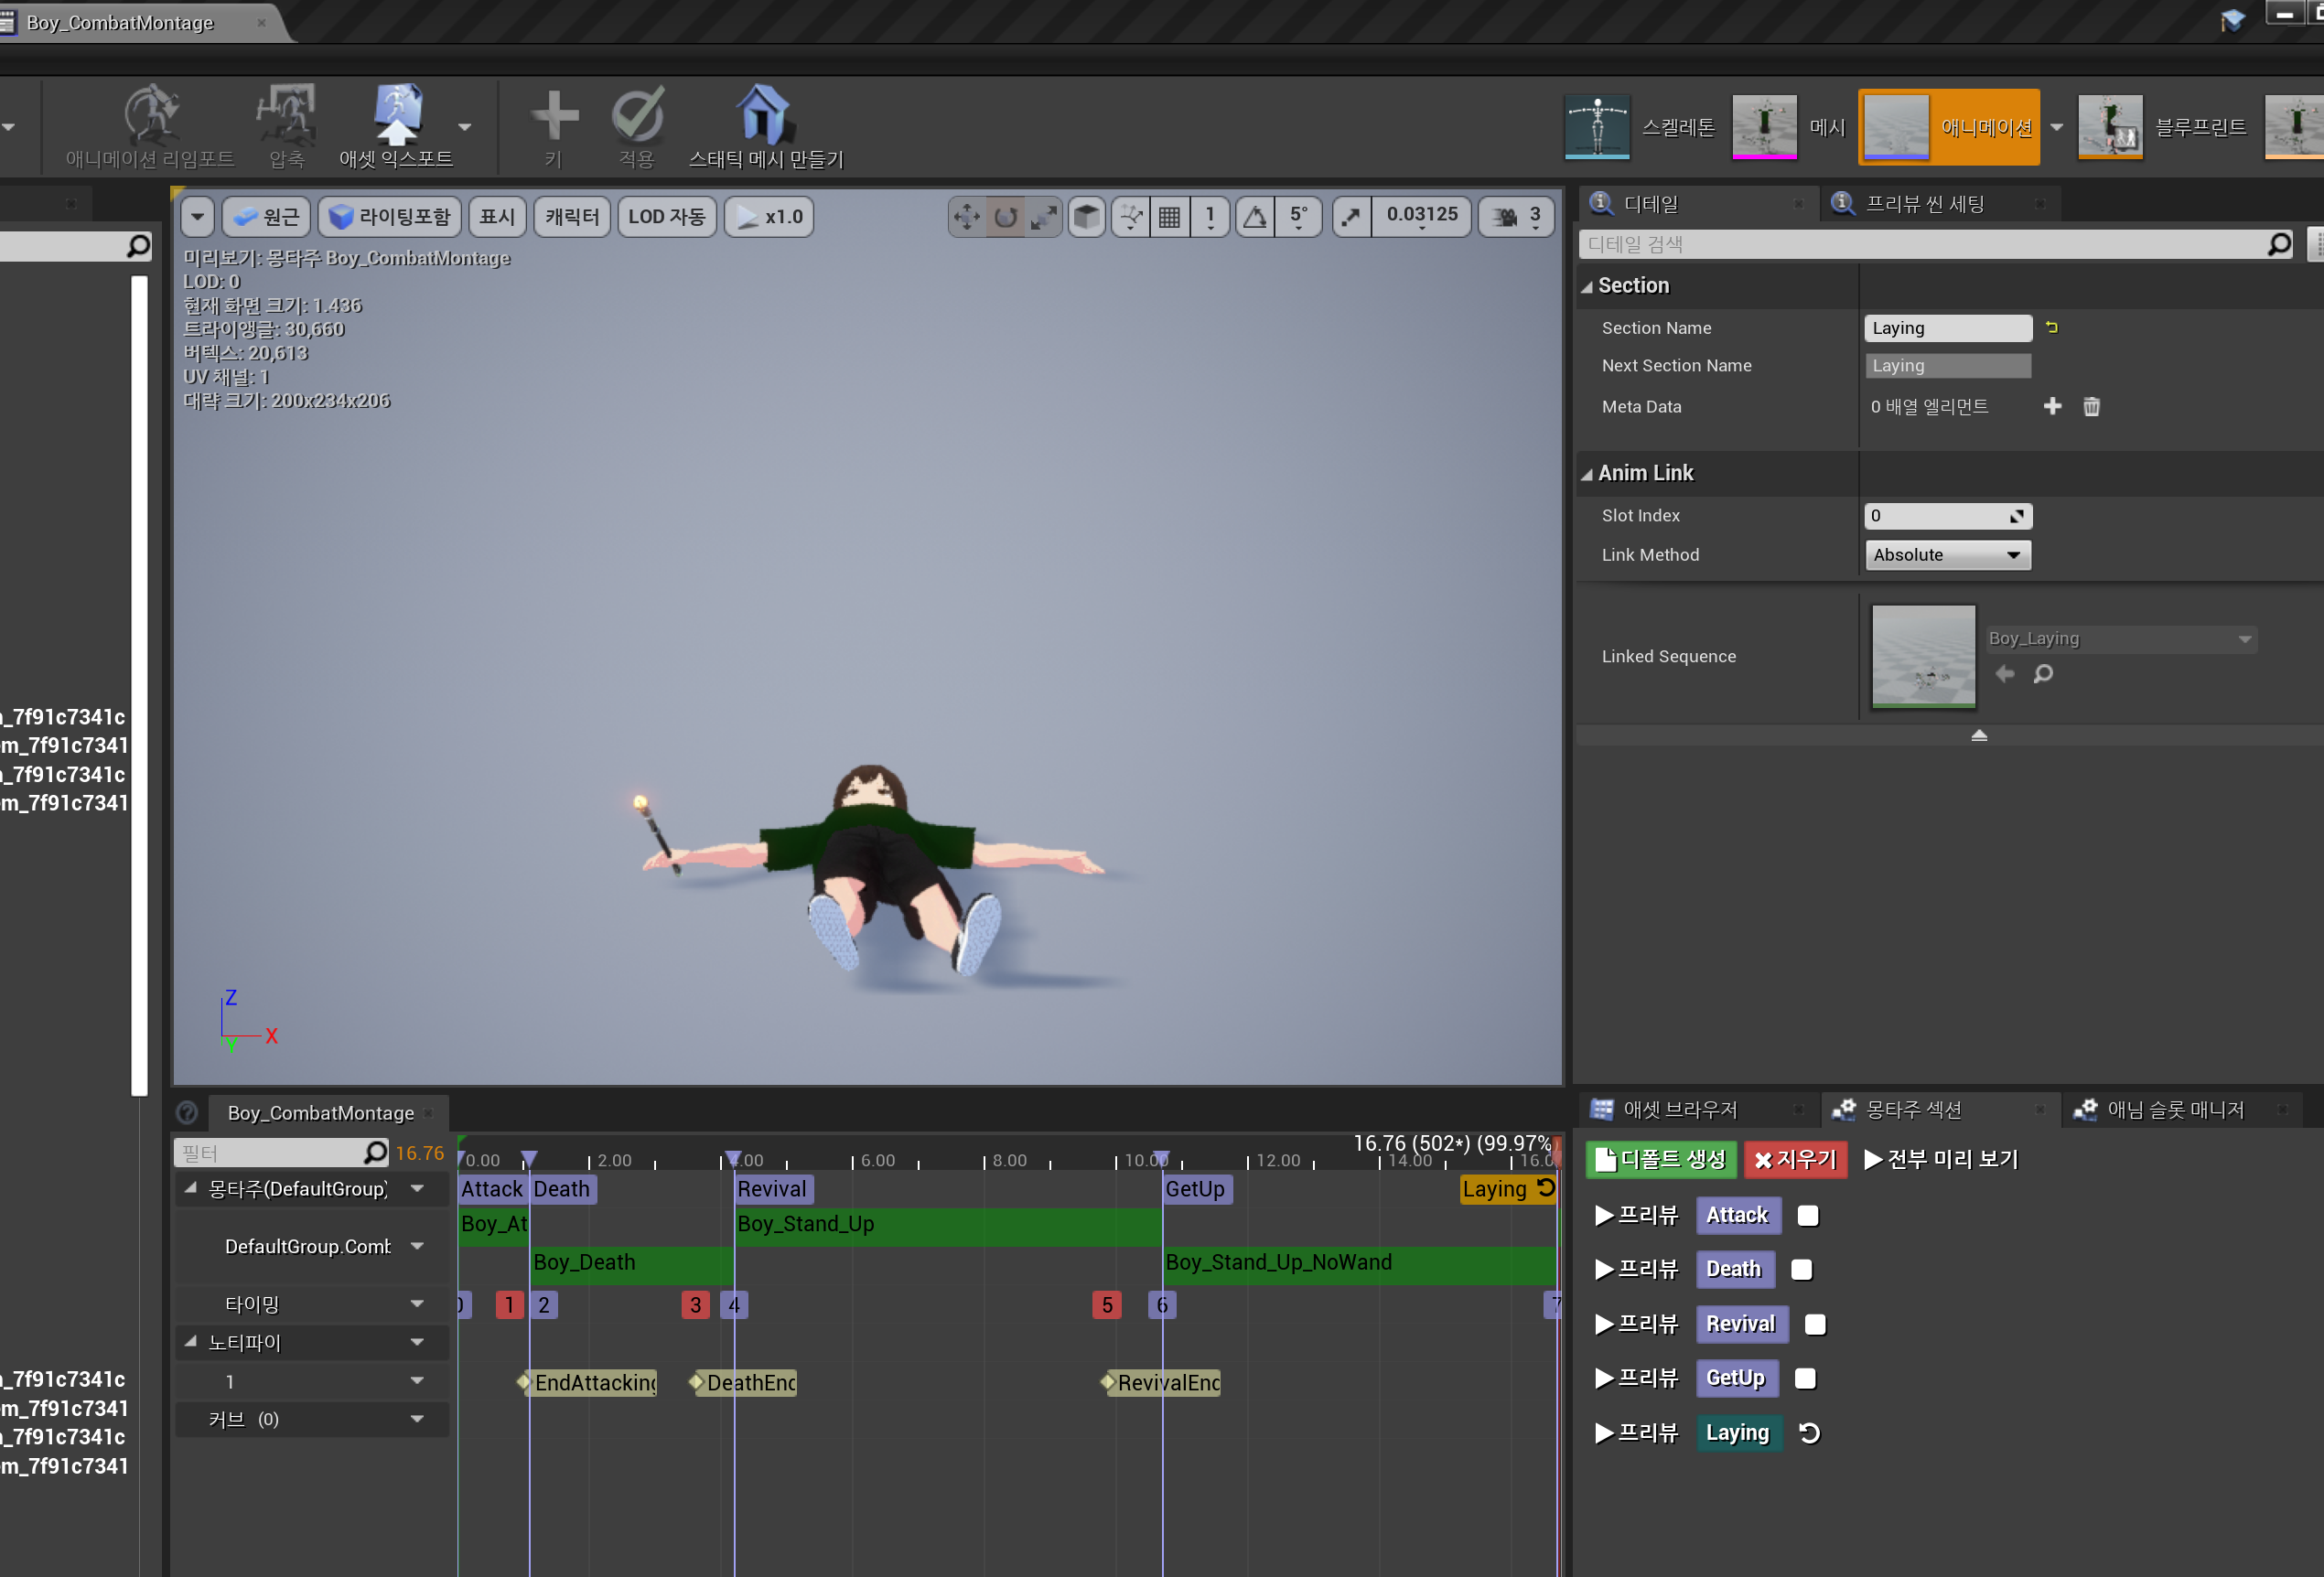 Boy_CombatMontage
애니메이션 리임포트
압축
애셋 익스포트
키
적용
스태틱 메시 만들기
스켈레톤
메시
애니메이션
블루프린트
원근
라이팅포함
표시
캐릭터
LOD 자동
x1.0
1
5°
0.03125
3
미리보기: 몽타주 Boy_CombatMontage
LOD: 0
현재 화면 크기: 1.436
트라이앵글: 30,660
버텍스: 20,613
UV 채널: 1
대략 크기: 200x234x206
Z
X
Y
_7f91c7341c
em_7f91c7341
_7f91c7341c
em_7f91c7341
_7f91c7341c
em_7f91c7341
_7f91c7341c
em_7f91c7341
디테일
프리뷰 씬 세팅
디테일 검색
Section
Section Name
Laying
Next Section Name
Laying
Meta Data
0 배열 엘리먼트
Anim Link
Slot Index
0
Link Method
Absolute
Linked Sequence
Boy_Laying
Boy_CombatMontage
필터
16.76
16.76 (502*) (99.97%
0.00
2.00
4.00
6.00
8.00
10.00
12.00
14.00
16.0
몽타주(DefaultGroup)
Attack
Death
Revival
GetUp
Laying
DefaultGroup.Comb
Boy_At
Boy_Stand_Up
Boy_Death
Boy_Stand_Up_NoWand
타이밍
1
2
3
4
5
6
7
노티파이
1
EndAttacking
DeathEnd
RevivalEnd
커브 (0)
애셋 브라우저
몽타주 섹션
애님 슬롯 매니저
디폴트 생성
지우기
전부 미리 보기
프리뷰
Attack
프리뷰
Death
프리뷰
Revival
프리뷰
GetUp
프리뷰
Laying